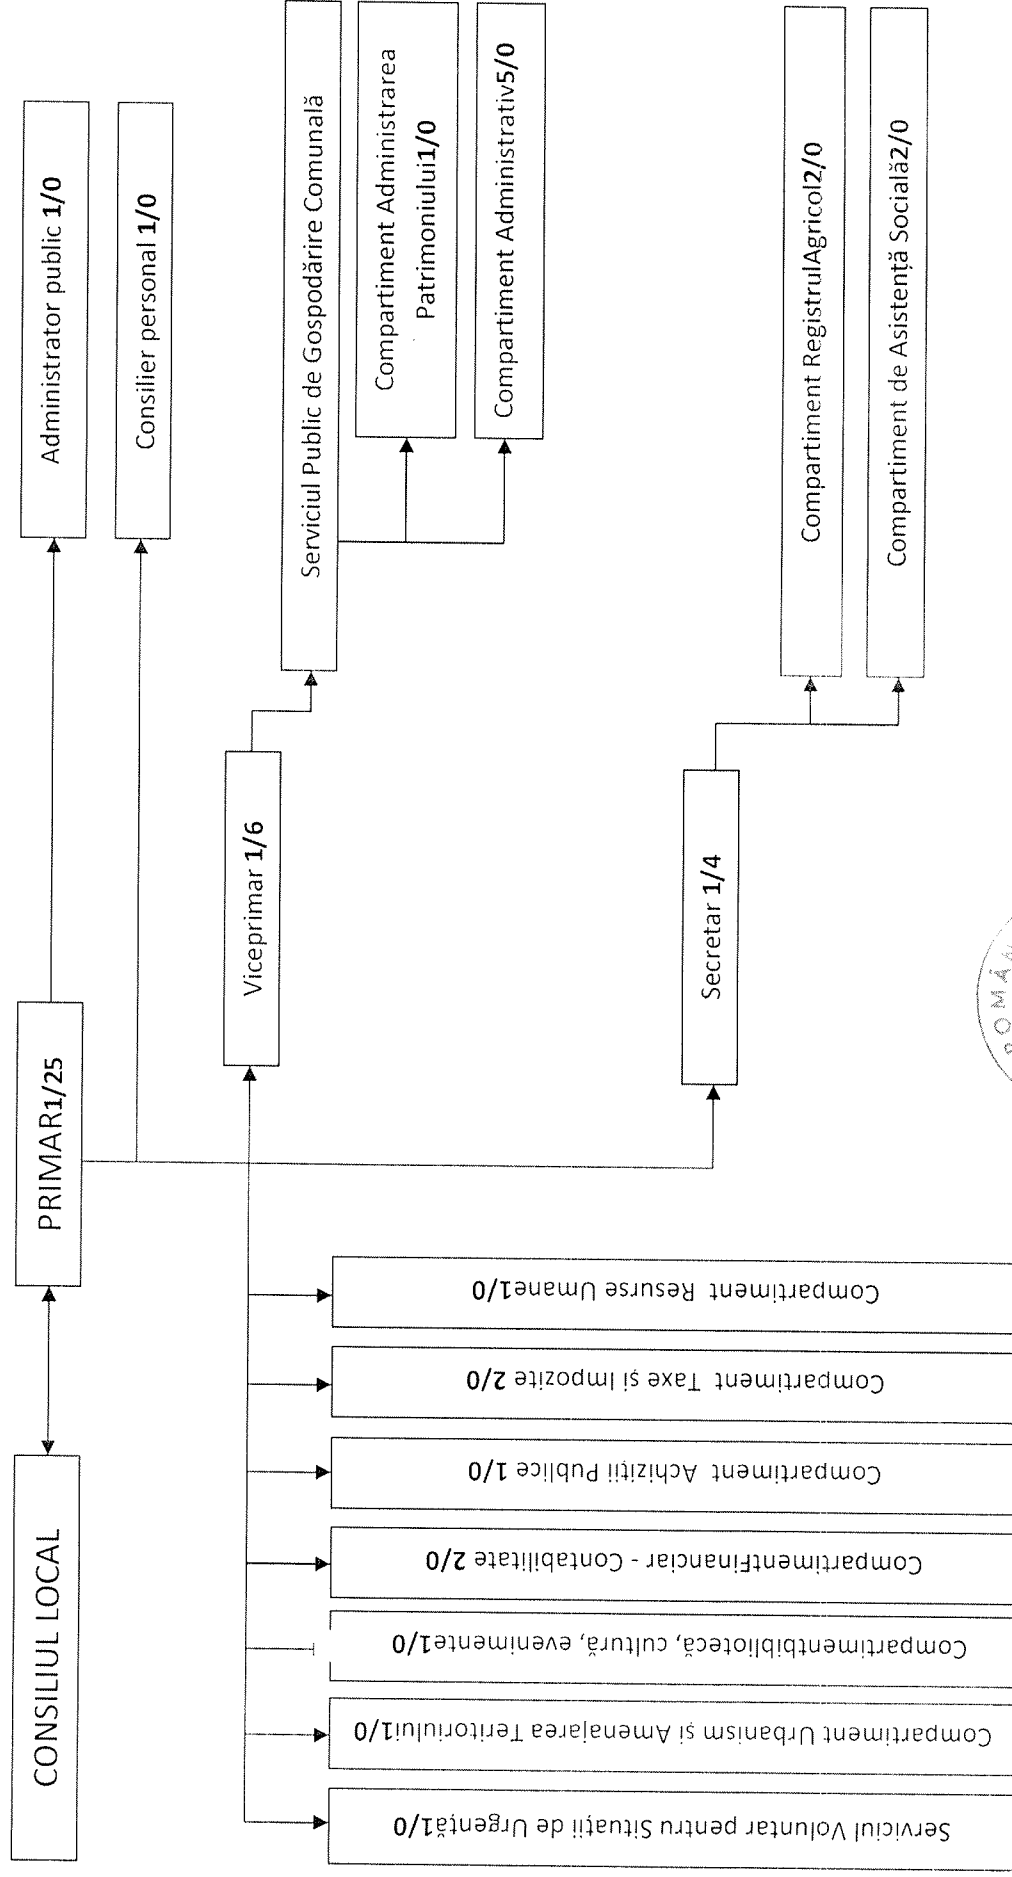 CONSILIUL LOCAL
PRIMAR1/25
Administrator public 1/0
Consilier personal 1/0
Viceprimar 1/6
Serviciul Public de Gospodărire Comunală
Compartiment Administrarea
Patrimoniului1/0
Compartiment Administrativ5/0
Secretar 1/4
Compartiment RegistrulAgricol2/0
Compartiment de Asistență Socială2/0
Serviciul Voluntar pentru Situații de Urgență1/0
Compartiment Urbanism și Amenajarea Teritoriului1/0
Compartimentbibliotecă, cultură, evenimente1/0
CompartimentFinanciar - Contabilitate 2/0
Compartiment Achiziții Publice 1/0
Compartiment Taxe și Impozite 2/0
Compartiment Resurse Umane1/0